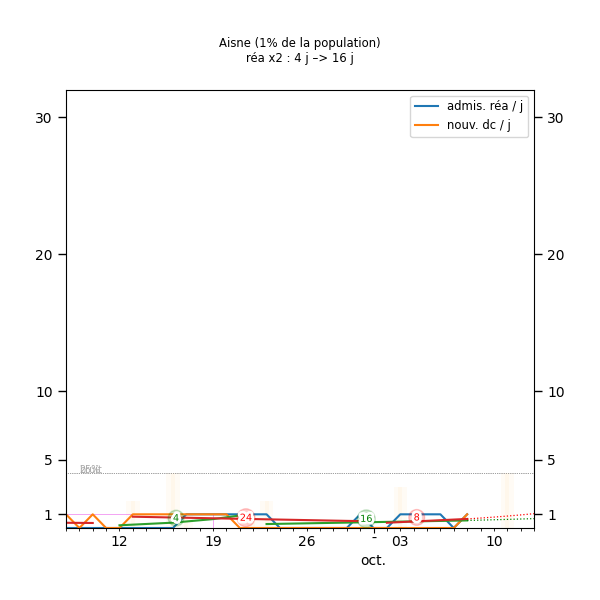 Aisne (1% de la population)
réa x2 : 4 j –> 16 j
admis. réa / j
nouv. dc / j
30 30
20 20
10 10
5 5
1 1
4 24 16 8
12 19 26 - 03 10
oct.